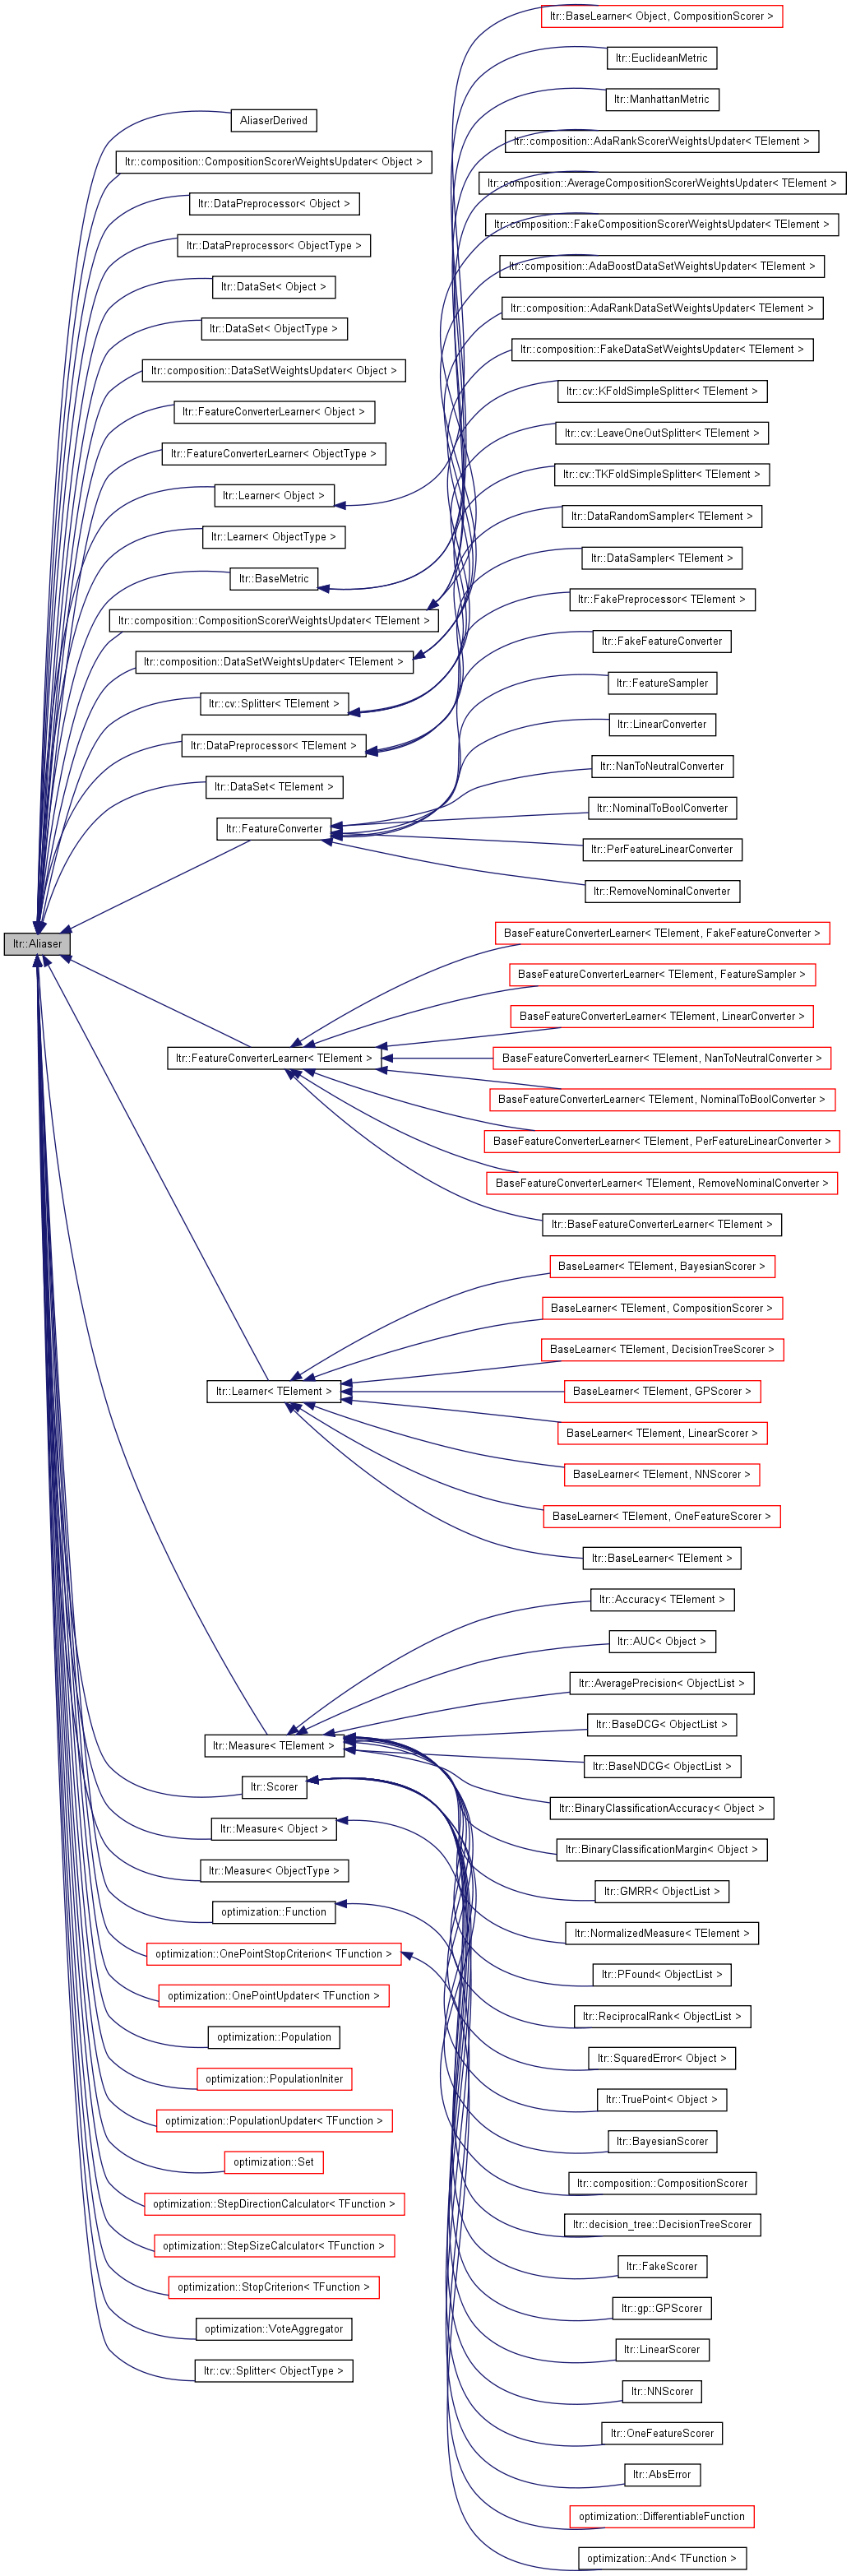 ltr::Aliaser
AliaserDerived
ltr::composition::CompositionScorerWeightsUpdater< Object >
ltr::DataPreprocessor< Object >
ltr::DataPreprocessor< ObjectType >
ltr::DataSet< Object >
ltr::DataSet< ObjectType >
ltr::composition::DataSetWeightsUpdater< Object >
ltr::FeatureConverterLearner< Object >
ltr::FeatureConverterLearner< ObjectType >
ltr::Learner< Object >
ltr::Learner< ObjectType >
ltr::BaseMetric
ltr::composition::CompositionScorerWeightsUpdater< TElement >
ltr::composition::DataSetWeightsUpdater< TElement >
ltr::cv::Splitter< TElement >
ltr::DataPreprocessor< TElement >
ltr::DataSet< TElement >
ltr::FeatureConverter
ltr::FeatureConverterLearner< TElement >
ltr::Learner< TElement >
ltr::Measure< TElement >
ltr::Scorer
ltr::Measure< Object >
ltr::Measure< ObjectType >
optimization::Function
optimization::OnePointStopCriterion< TFunction >
optimization::OnePointUpdater< TFunction >
optimization::Population
optimization::PopulationIniter
optimization::PopulationUpdater< TFunction >
optimization::Set
optimization::StepDirectionCalculator< TFunction >
optimization::StepSizeCalculator< TFunction >
optimization::StopCriterion< TFunction >
optimization::VoteAggregator
ltr::cv::Splitter< ObjectType >
ltr::BaseLearner< Object, CompositionScorer >
ltr::EuclideanMetric
ltr::ManhattanMetric
ltr::composition::AdaRankScorerWeightsUpdater< TElement >
ltr::composition::AverageCompositionScorerWeightsUpdater< TElement >
ltr::composition::FakeCompositionScorerWeightsUpdater< TElement >
ltr::composition::AdaBoostDataSetWeightsUpdater< TElement >
ltr::composition::AdaRankDataSetWeightsUpdater< TElement >
ltr::composition::FakeDataSetWeightsUpdater< TElement >
ltr::cv::KFoldSimpleSplitter< TElement >
ltr::cv::LeaveOneOutSplitter< TElement >
ltr::cv::TKFoldSimpleSplitter< TElement >
ltr::DataRandomSampler< TElement >
ltr::DataSampler< TElement >
ltr::FakePreprocessor< TElement >
ltr::FakeFeatureConverter
ltr::FeatureSampler
ltr::LinearConverter
ltr::NanToNeutralConverter
ltr::NominalToBoolConverter
ltr::PerFeatureLinearConverter
ltr::RemoveNominalConverter
BaseFeatureConverterLearner< TElement, FakeFeatureConverter >
BaseFeatureConverterLearner< TElement, FeatureSampler >
BaseFeatureConverterLearner< TElement, LinearConverter >
BaseFeatureConverterLearner< TElement, NanToNeutralConverter >
BaseFeatureConverterLearner< TElement, NominalToBoolConverter >
BaseFeatureConverterLearner< TElement, PerFeatureLinearConverter >
BaseFeatureConverterLearner< TElement, RemoveNominalConverter >
ltr::BaseFeatureConverterLearner< TElement >
BaseLearner< TElement, BayesianScorer >
BaseLearner< TElement, CompositionScorer >
BaseLearner< TElement, DecisionTreeScorer >
BaseLearner< TElement, GPScorer >
BaseLearner< TElement, LinearScorer >
BaseLearner< TElement, NNScorer >
BaseLearner< TElement, OneFeatureScorer >
ltr::BaseLearner< TElement >
ltr::Accuracy< TElement >
ltr::AUC< Object >
ltr::AveragePrecision< ObjectList >
ltr::BaseDCG< ObjectList >
ltr::BaseNDCG< ObjectList >
ltr::BinaryClassificationAccuracy< Object >
ltr::BinaryClassificationMargin< Object >
ltr::GMRR< ObjectList >
ltr::NormalizedMeasure< TElement >
ltr::PFound< ObjectList >
ltr::ReciprocalRank< ObjectList >
ltr::SquaredError< Object >
ltr::TruePoint< Object >
ltr::BayesianScorer
ltr::composition::CompositionScorer
ltr::decision_tree::DecisionTreeScorer
ltr::FakeScorer
ltr::gp::GPScorer
ltr::LinearScorer
ltr::NNScorer
ltr::OneFeatureScorer
ltr::AbsError
optimization::DifferentiableFunction
optimization::And< TFunction >